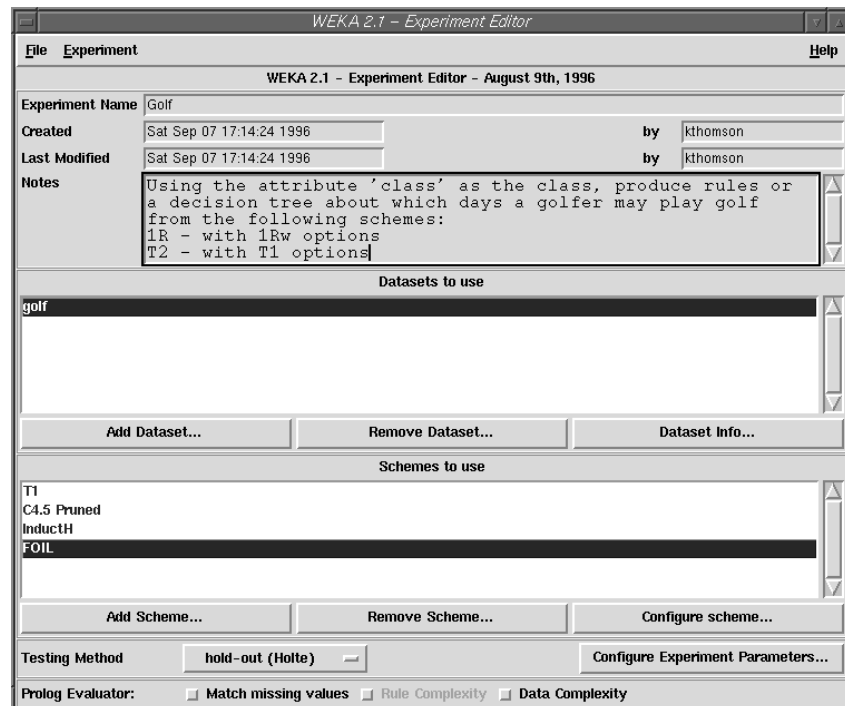 WEKA 2.1 – Experiment Editor
File Experiment Help
WEKA 2.1 - Experiment Editor - August 9th, 1996
Experiment Name Golf
Created Sat Sep 07 17:14:24 1996 by kthomson
Last Modified Sat Sep 07 17:14:24 1996 by kthomson
Notes Using the attribute 'class' as the class, produce rules or
a decision tree about which days a golfer may play golf
from the following schemes:
1R - with 1Rw options
T2 - with T1 options
Datasets to use
golf
Add Dataset... Remove Dataset... Dataset Info...
Schemes to use
T1
C4.5 Pruned
InductH
FOIL
Add Scheme... Remove Scheme... Configure scheme...
Testing Method hold-out (Holte) Configure Experiment Parameters...
Prolog Evaluator: Match missing values Rule Complexity Data Complexity